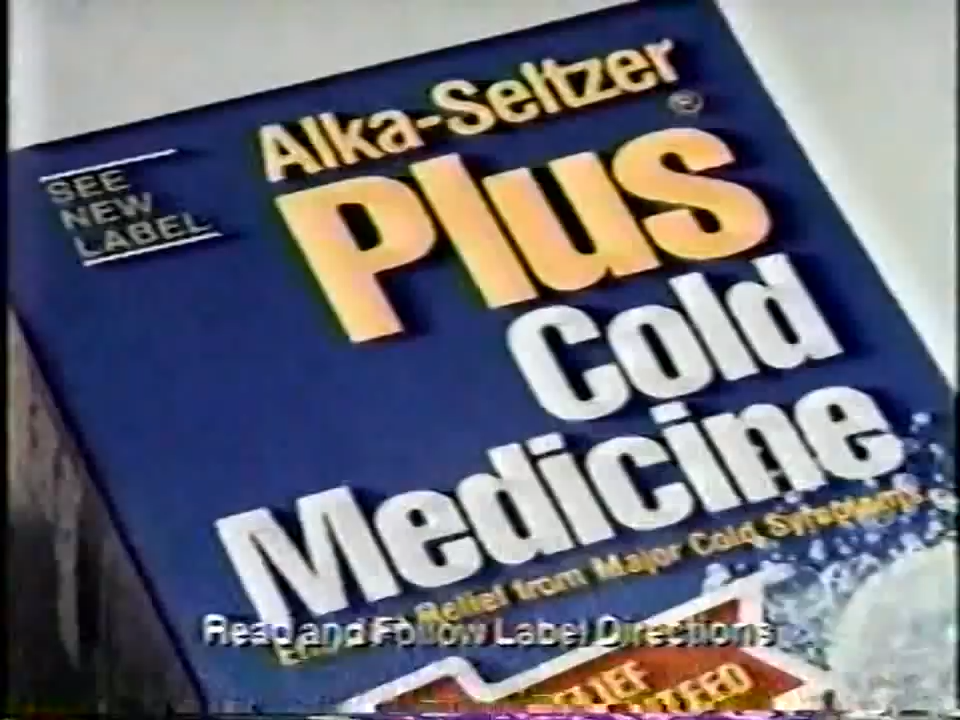 SEE
NEW
LABEL
Alka-Seltzer®
Plus
Cold
Medicine
Relief from Major Cold Symptoms
Read and Follow Label Directions